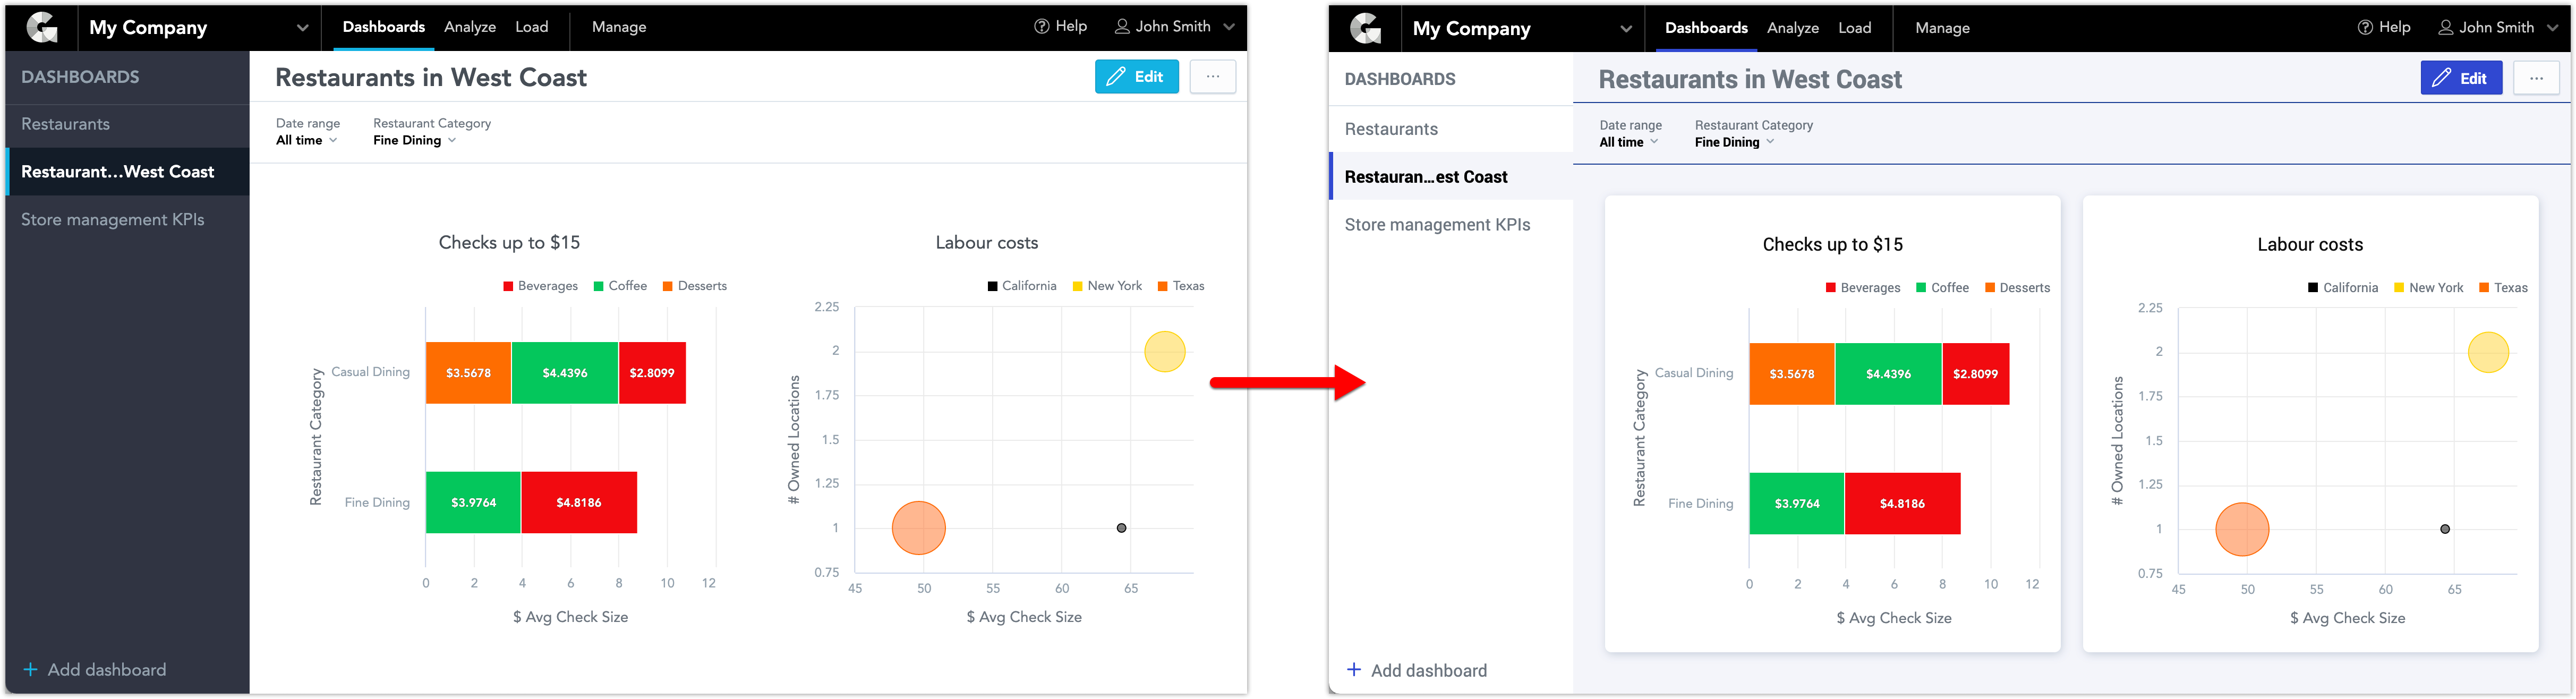 My Company
Dashboards Analyze Load Manage
Help John Smith
DASHBOARDS
Restaurants
Restaurant...West Coast
Store management KPIs
+ Add dashboard
Restaurants in West Coast
Edit ...
Date range Restaurant Category
All time Fine Dining
Checks up to $15
Beverages Coffee Desserts
Restaurant Category
Casual Dining $3.5678 $4.4396 $2.8099
Fine Dining $3.9764 $4.8186
0 2 4 6 8 10 12
$ Avg Check Size
Labour costs
California New York Texas
# Owned Locations
2.25
2
1.75
1.5
1.25
1
0.75
45 50 55 60 65
$ Avg Check Size
My Company
Dashboards Analyze Load Manage
Help John Smith
DASHBOARDS
Restaurants
Restauran...est Coast
Store management KPIs
+ Add dashboard
Restaurants in West Coast
Edit ...
Date range Restaurant Category
All time Fine Dining
Checks up to $15
Beverages Coffee Desserts
Restaurant Category
Casual Dining $3.5678 $4.4396 $2.8099
Fine Dining $3.9764 $4.8186
0 2 4 6 8 10 12
$ Avg Check Size
Labour costs
California New York Texas
# Owned Locations
2.25
2
1.75
1.5
1.25
1
0.75
45 50 55 60 65
$ Avg Check Size